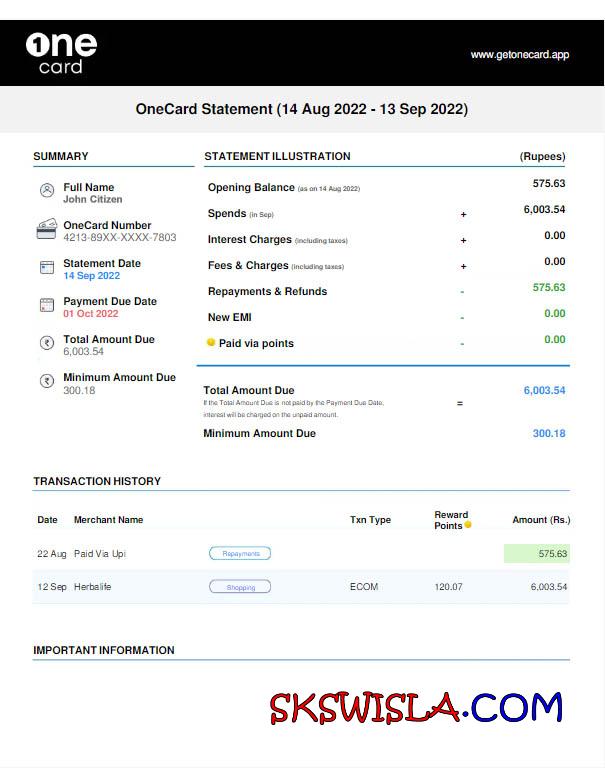 One
card
www.getonecard.app
OneCard Statement (14 Aug 2022 - 13 Sep 2022)
SUMMARY
Full Name
John Citizen
OneCard Number
4213-89XX-XXXX-7803
Statement Date
14 Sep 2022
Payment Due Date
01 Oct 2022
Total Amount Due
6,003.54
Minimum Amount Due
300.18
STATEMENT ILLUSTRATION (Rupees)
Opening Balance (as on 14 Aug 2022) 575.63
Spends (in Sep) + 6,003.54
Interest Charges (including taxes) + 0.00
Fees & Charges (including taxes) + 0.00
Repayments & Refunds - 575.63
New EMI - 0.00
Paid via points - 0.00
Total Amount Due = 6,003.54
If the Total Amount Due is not paid by the Payment Due Date,
interest will be charged on the unpaid amount.
Minimum Amount Due 300.18
TRANSACTION HISTORY
Date Merchant Name Txn Type Reward Points Amount (Rs.)
22 Aug Paid Via Upi Repayments 575.63
12 Sep Herbalife Shopping ECOM 120.07 6,003.54
IMPORTANT INFORMATION
SKSWISLA.COM